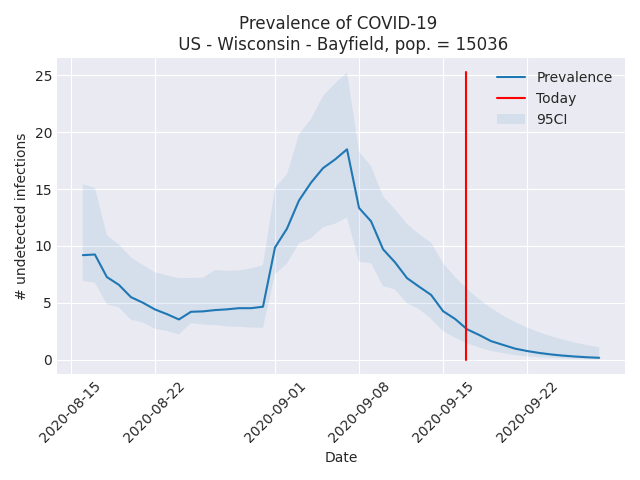 Prevalence of COVID-19
US - Wisconsin - Bayfield, pop. = 15036
25
20
15
10
5
0
# undetected infections
Prevalence
Today
95CI
2020-08-15
2020-08-22
2020-09-01
2020-09-08
2020-09-15
2020-09-22
Date